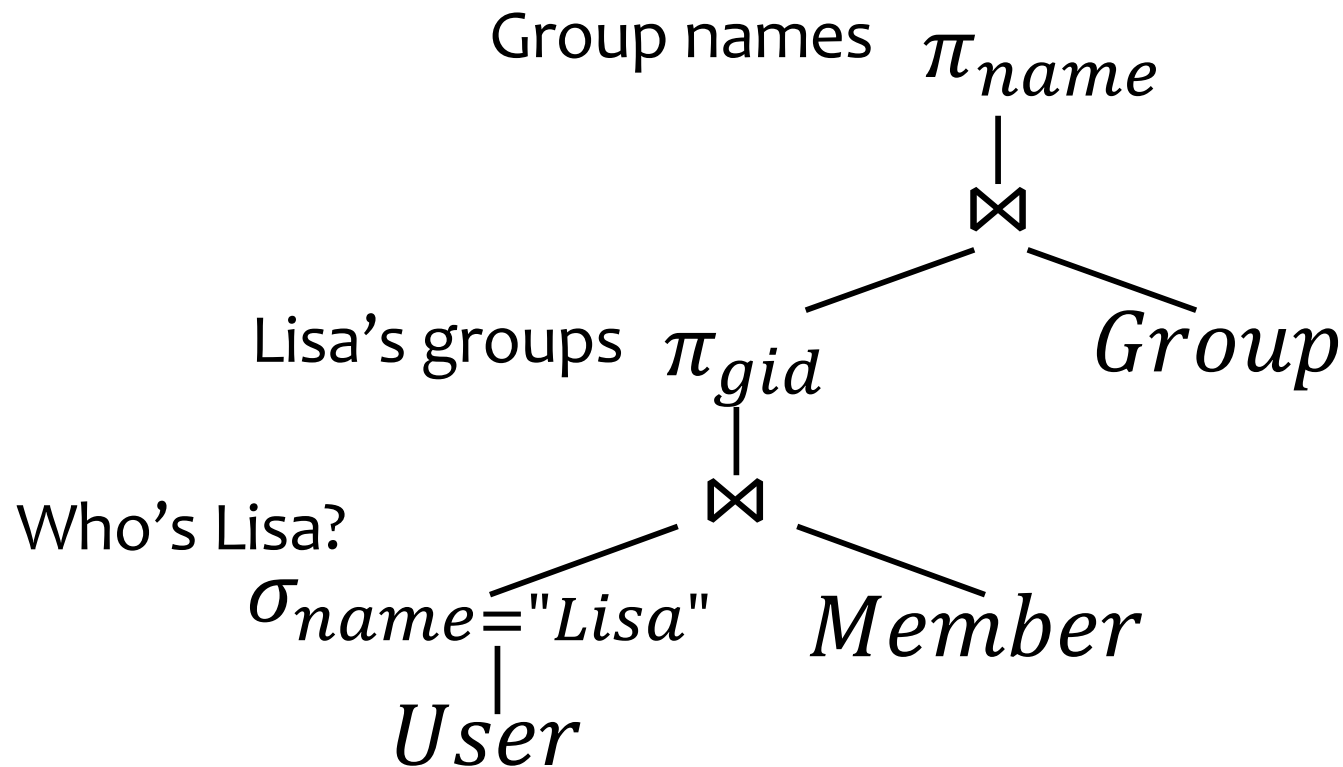 Group names π_name
⋈
Lisa’s groups π_gid
Group
⋈
Who’s Lisa?
σ_name="Lisa"
Member
User